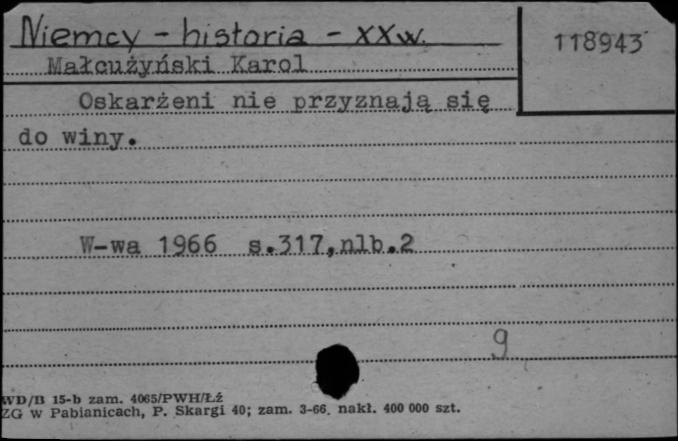 Niemcy - historia - XXw.
118943
Małcużyński Karol
Oskarżeni nie przyznają się
do winy.
W-wa 1966 s.317,nlb.2
9
WD/B 15-b zam. 4065/PWH/Łź
ZG w Pabianicach, P. Skargi 40; zam. 3-66. nakł. 400 000 szt.